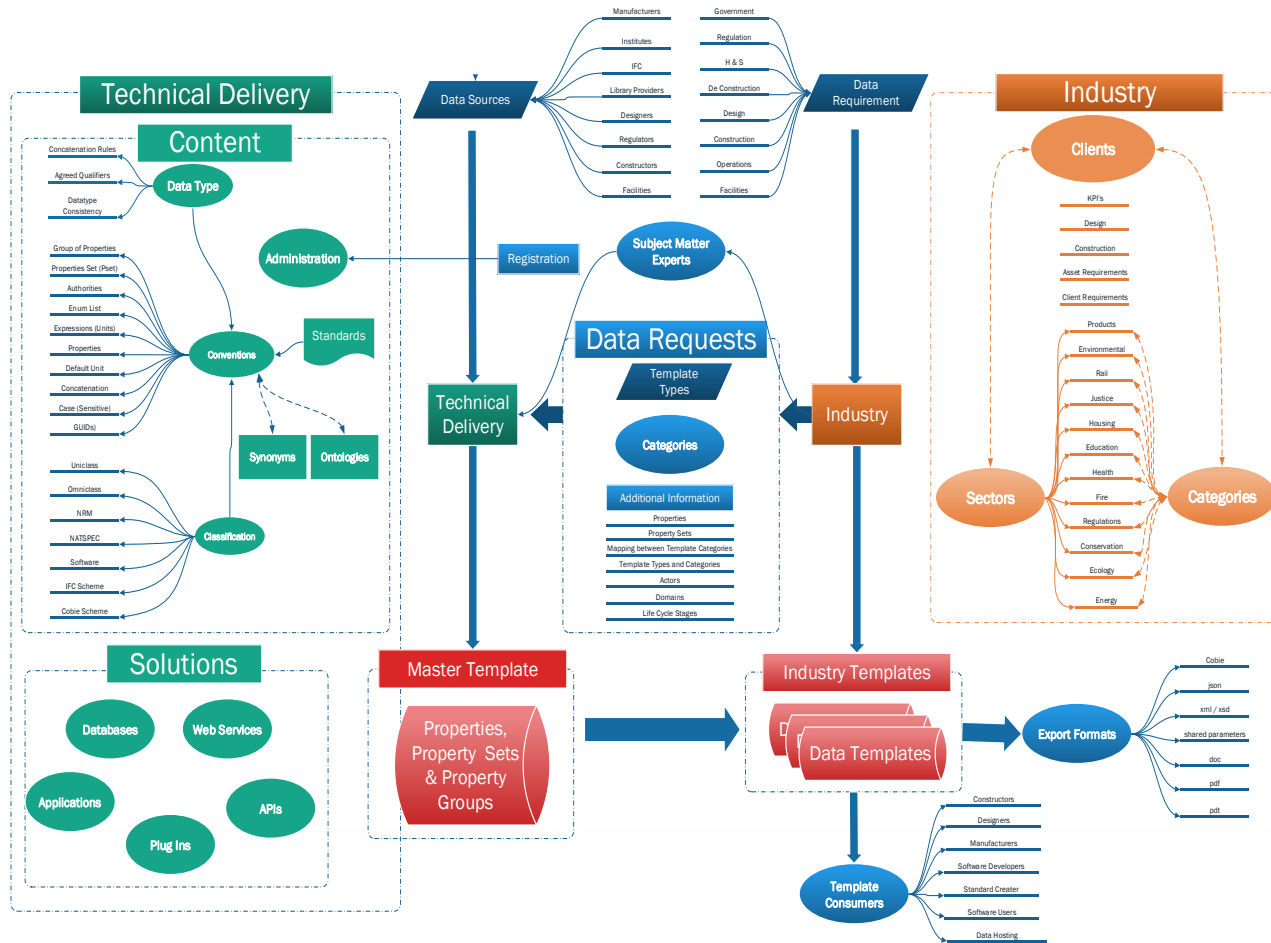 Technical Delivery
Content
Concatenation Rules
Agreed Qualifiers
Datatype
Consistency
Data Type
Administration
Group of Properties
Properties Set (Pset)
Authorities
Enum List
Expressions (Units)
Properties
Default Unit
Concatenation
Case (Sensitive)
GUIDs)
Conventions
Standards
Synonyms
Ontologies
Uniclass
Omniclass
NRM
NATSPEC
Software
IFC Scheme
Cobie Scheme
Classification
Solutions
Databases
Web Services
Applications
APIs
Plug Ins
Data Sources
Manufacturers
Institutes
IFC
Library Providers
Designers
Regulators
Constructors
Facilities
Government
Regulation
H & S
De Construction
Design
Construction
Operations
Facilities
Data
Requirement
Registration
Subject Matter
Experts
Data Requests
Template
Types
Categories
Additional Information
Properties
Property Sets
Mapping between Template Categories
Template Types and Categories
Actors
Domains
Life Cycle Stages
Technical
Delivery
Industry
Industry
Clients
KPI's
Design
Construction
Asset Requirements
Client Requirements
Products
Environmental
Rail
Justice
Housing
Education
Health
Fire
Regulations
Conservation
Ecology
Energy
Sectors
Categories
Master Template
Properties,
Property Sets
& Property
Groups
Industry Templates
D
D
Data Templates
Export Formats
Cobie
json
xml / xsd
shared parameters
doc
pdf
pdt
Template
Consumers
Constructors
Designers
Manufacturers
Software Developers
Standard Creater
Software Users
Data Hosting